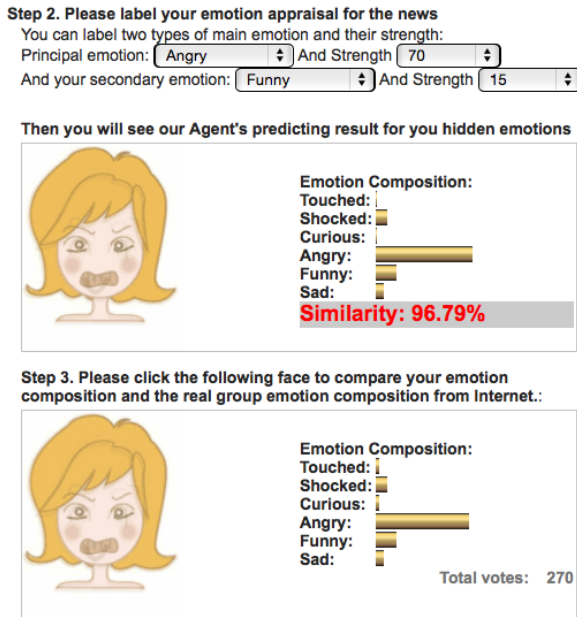 Step 2. Please label your emotion appraisal for the news
You can label two types of main emotion and their strength:
Principal emotion: Angry And Strength 70
And your secondary emotion: Funny And Strength 15
Then you will see our Agent's predicting result for you hidden emotions
Emotion Composition:
Touched:
Shocked:
Curious:
Angry:
Funny:
Sad:
Similarity: 96.79%
Step 3. Please click the following face to compare your emotion
composition and the real group emotion composition from Internet.:
Emotion Composition:
Touched:
Shocked:
Curious:
Angry:
Funny:
Sad:
Total votes: 270